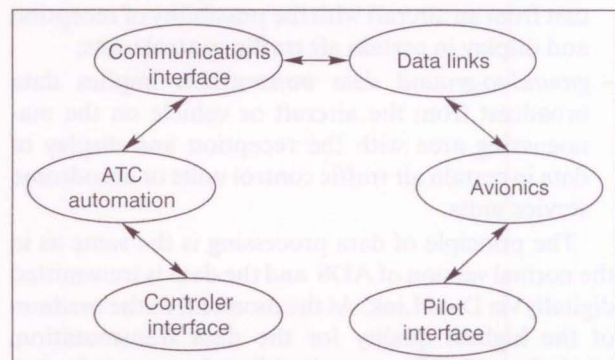 Communications
interface
Data links
ATC
automation
Avionics
Controler
interface
Pilot
interface